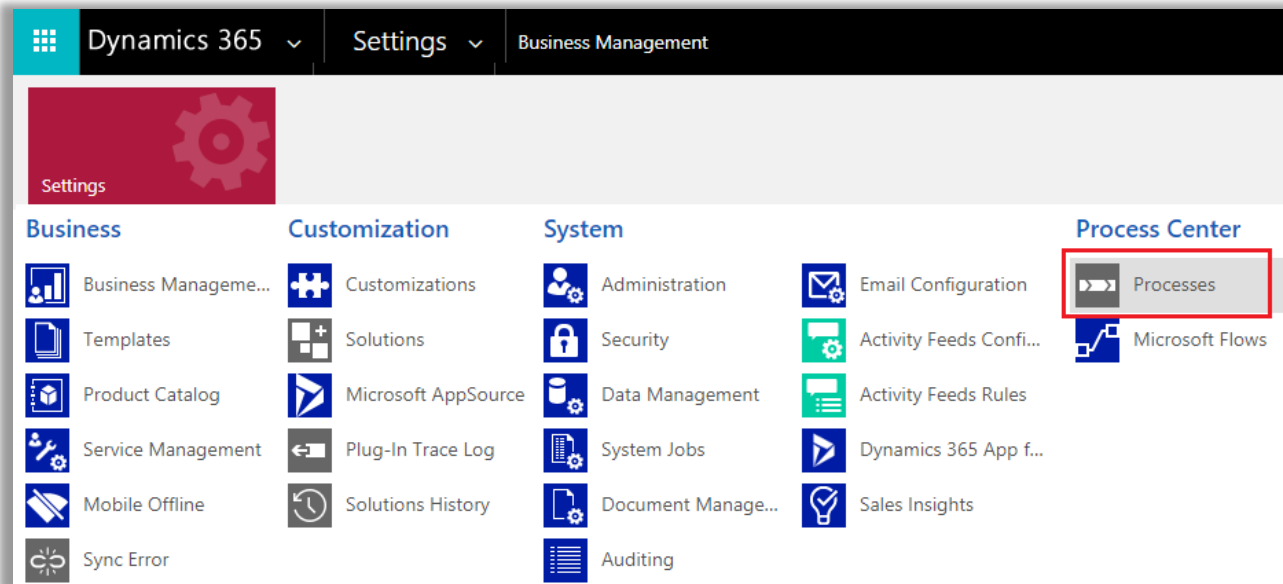 Dynamics 365 Settings Business Management
Settings
Business Customization System Process Center
Business Manageme... Customizations Administration Email Configuration Processes
Templates Solutions Security Activity Feeds Confi... Microsoft Flows
Product Catalog Microsoft AppSource Data Management Activity Feeds Rules
Service Management Plug-In Trace Log System Jobs Dynamics 365 App f...
Mobile Offline Solutions History Document Manage... Sales Insights
Sync Error Auditing